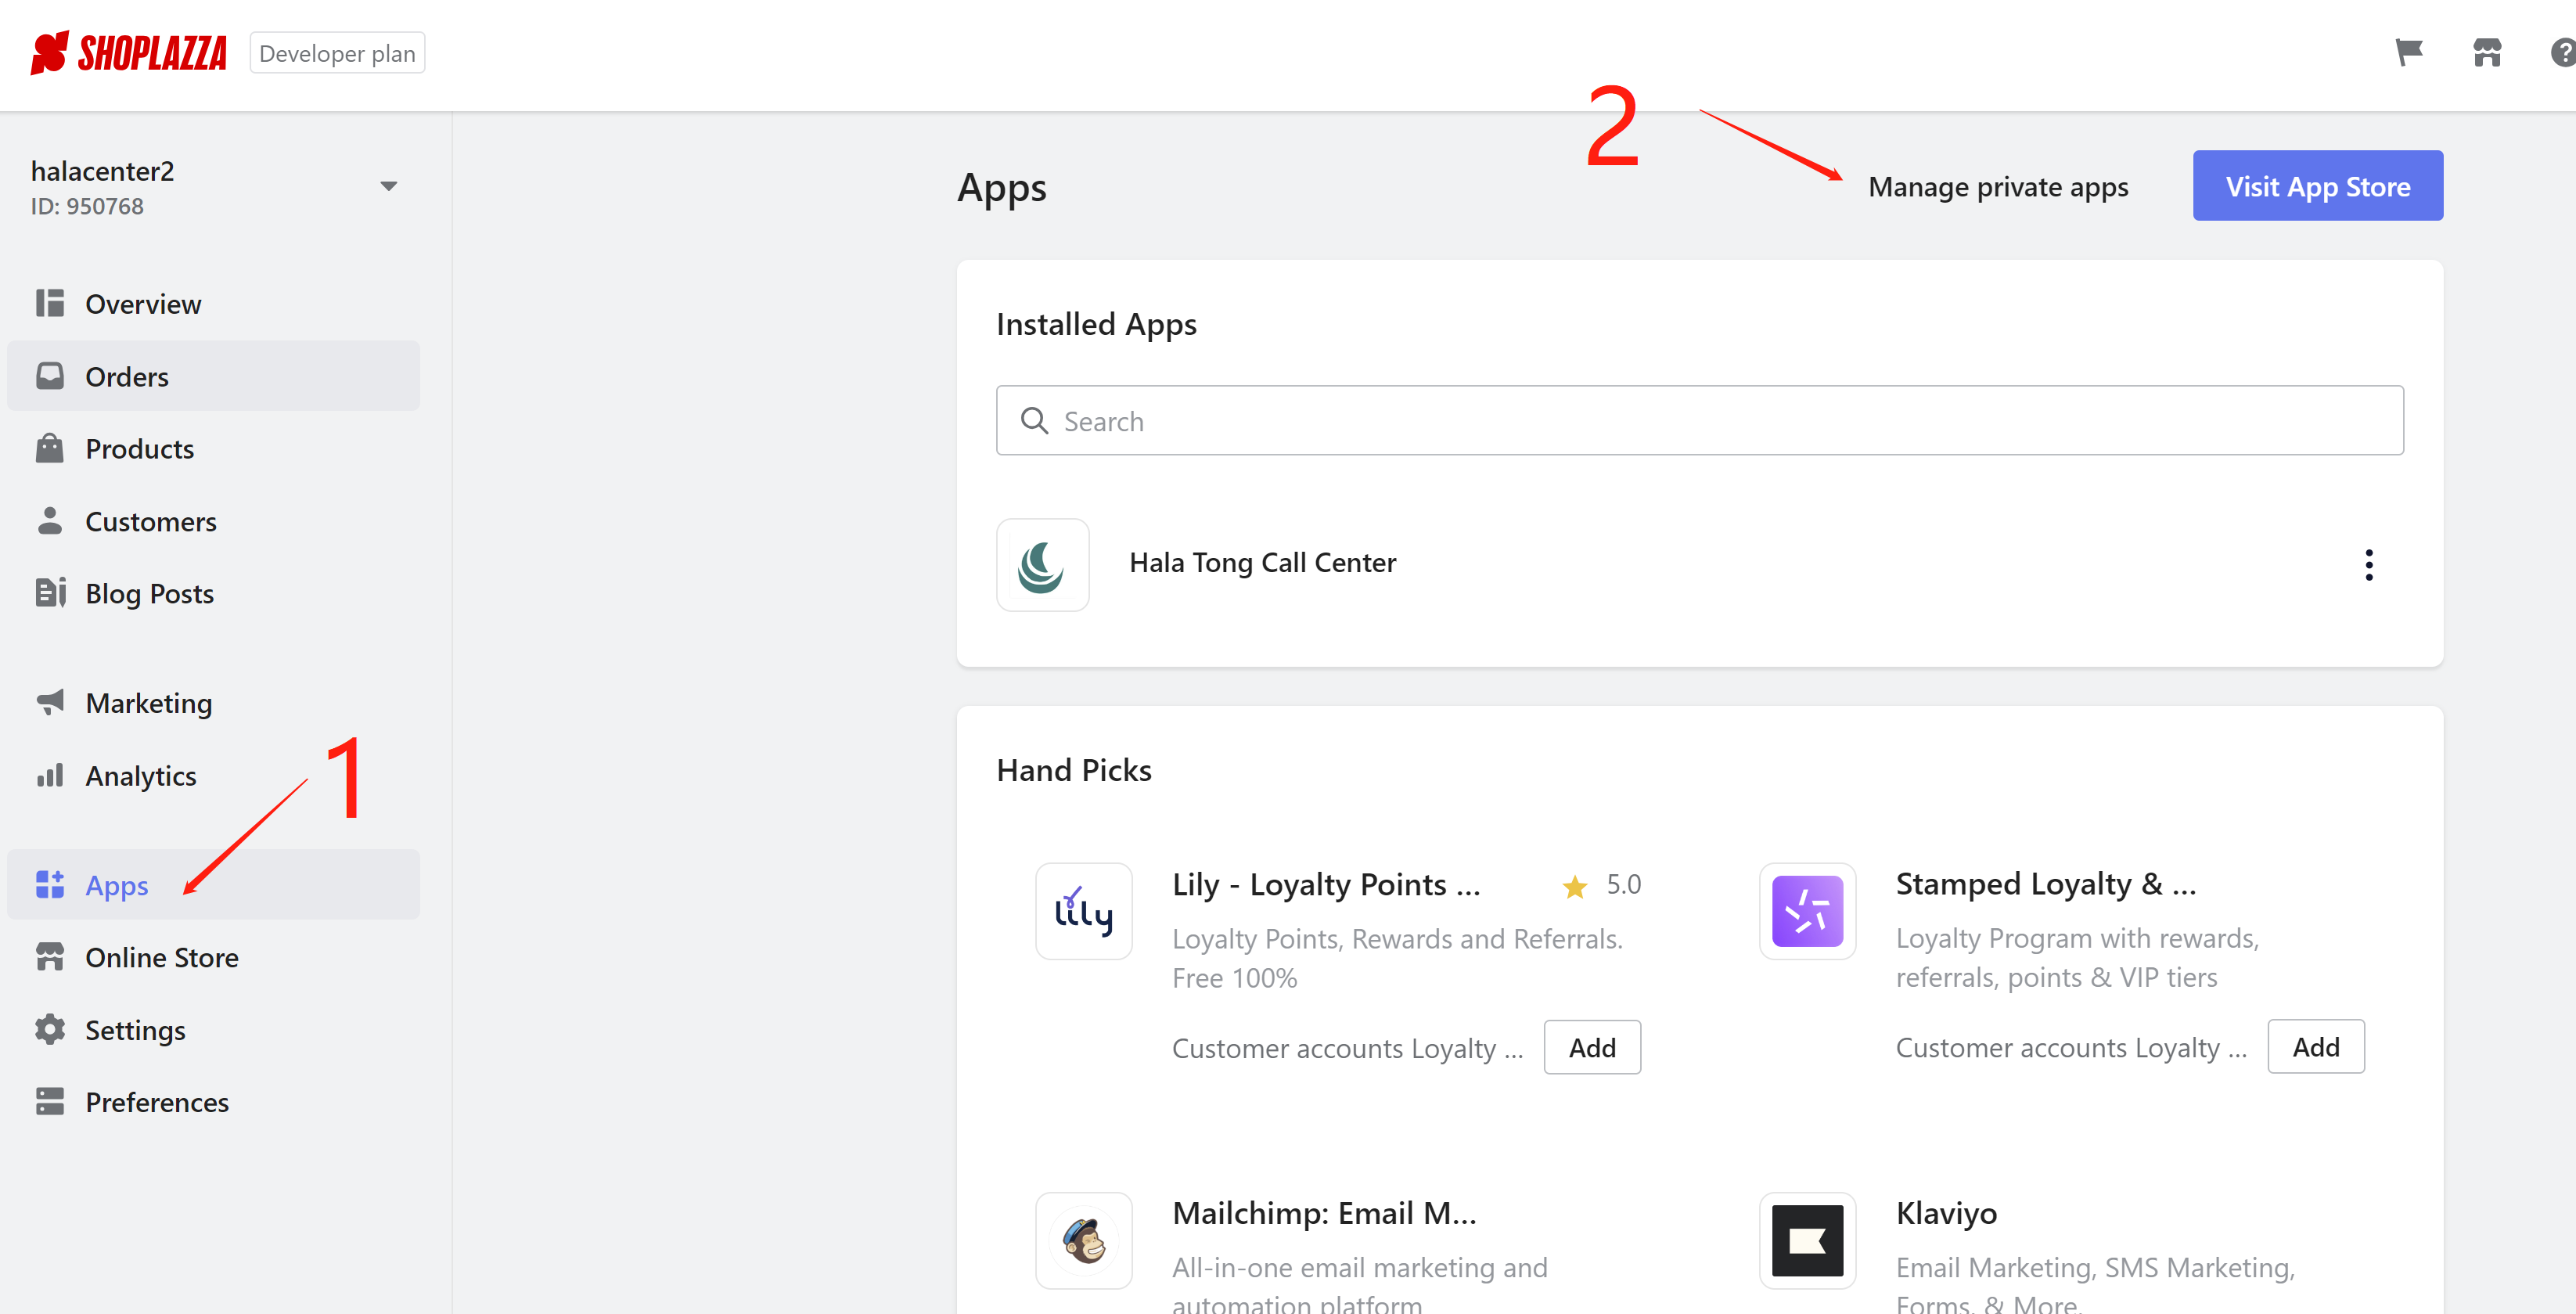 SHOPLAZZA Developer plan
halacenter2
ID: 950768
Overview
Orders
Products
Customers
Blog Posts
Marketing
Analytics
1
Apps
Online Store
Settings
Preferences
2
Apps
Manage private apps
Visit App Store
Installed Apps
Search
Hala Tong Call Center
Hand Picks
lily
Lily - Loyalty Points ...
5.0
Loyalty Points, Rewards and Referrals.
Free 100%
Customer accounts Loyalty ...
Add
Stamped Loyalty & ...
Loyalty Program with rewards,
referrals, points & VIP tiers
Customer accounts Loyalty ...
Add
Mailchimp: Email M...
All-in-one email marketing and
automation platform
Klaviyo
Email Marketing, SMS Marketing,
Forms, & More.